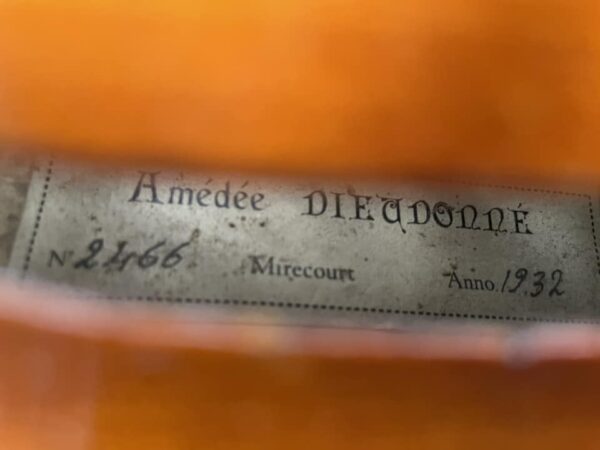 Amédée DIEUDONNÉ
N° 2466 Mirecourt Anno. 1932